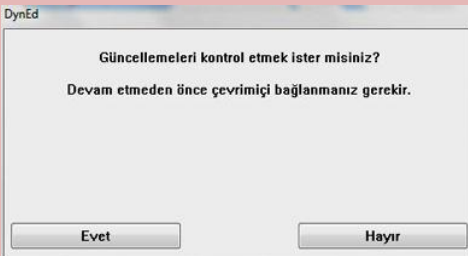 DynEd
Güncellemeleri kontrol etmek ister misiniz?
Devam etmeden önce çevrimiçi bağlanmanız gerekir.
Evet
Hayır